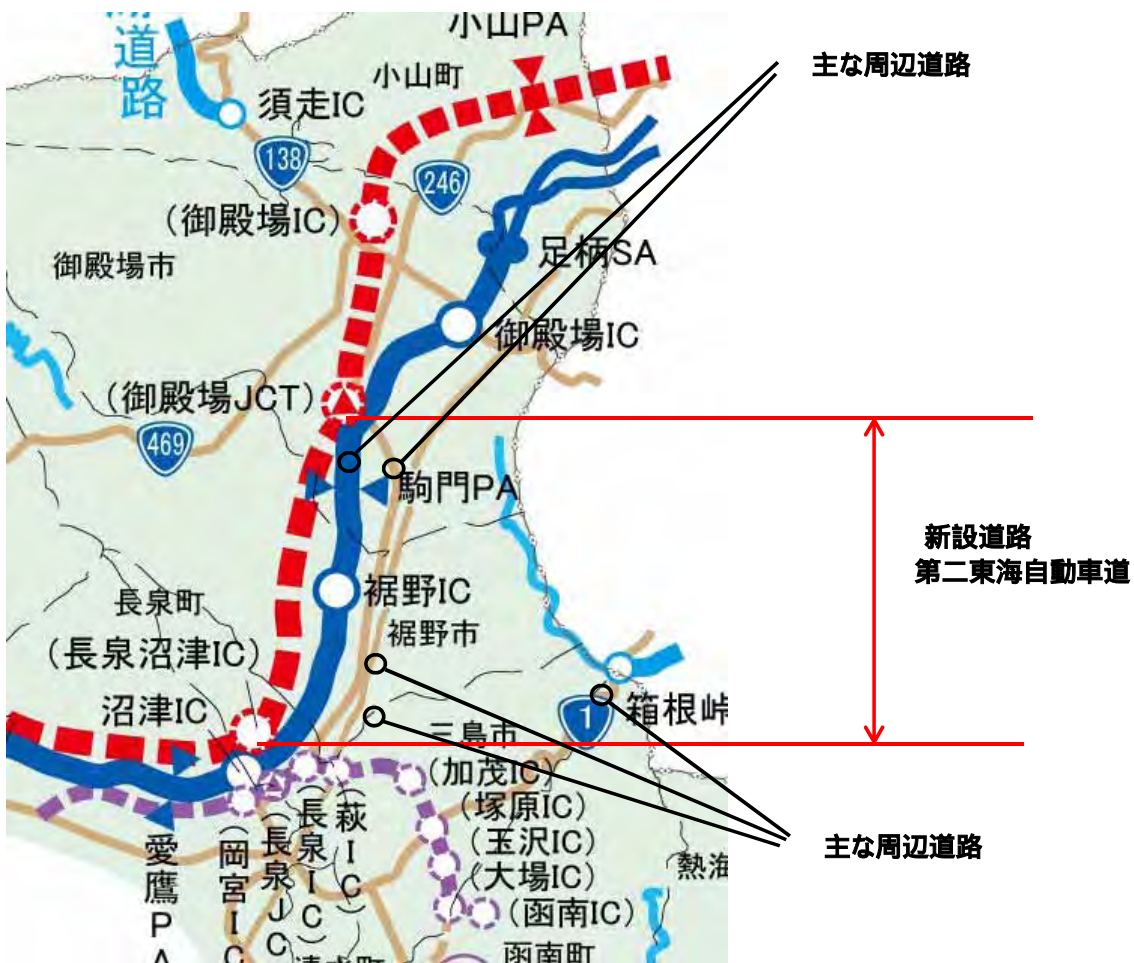 小山PA
道路
須走IC
小山町
主な周辺道路
138
246
(御殿場IC)
御殿場市
足柄SA
御殿場IC
(御殿場JCT)
469
駒門PA
新設道路
第二東海自動車道
裾野IC
長泉町
裾野市
(長泉沼津IC)
沼津IC
1
箱根峠
三島市
(加茂IC)
(塚原IC)
(玉沢IC)
(大場IC)
(函南IC)
主な周辺道路
熱海
愛鷹PA
(岡宮IC
(長泉JC
(長泉IC)
(萩IC)
函南町